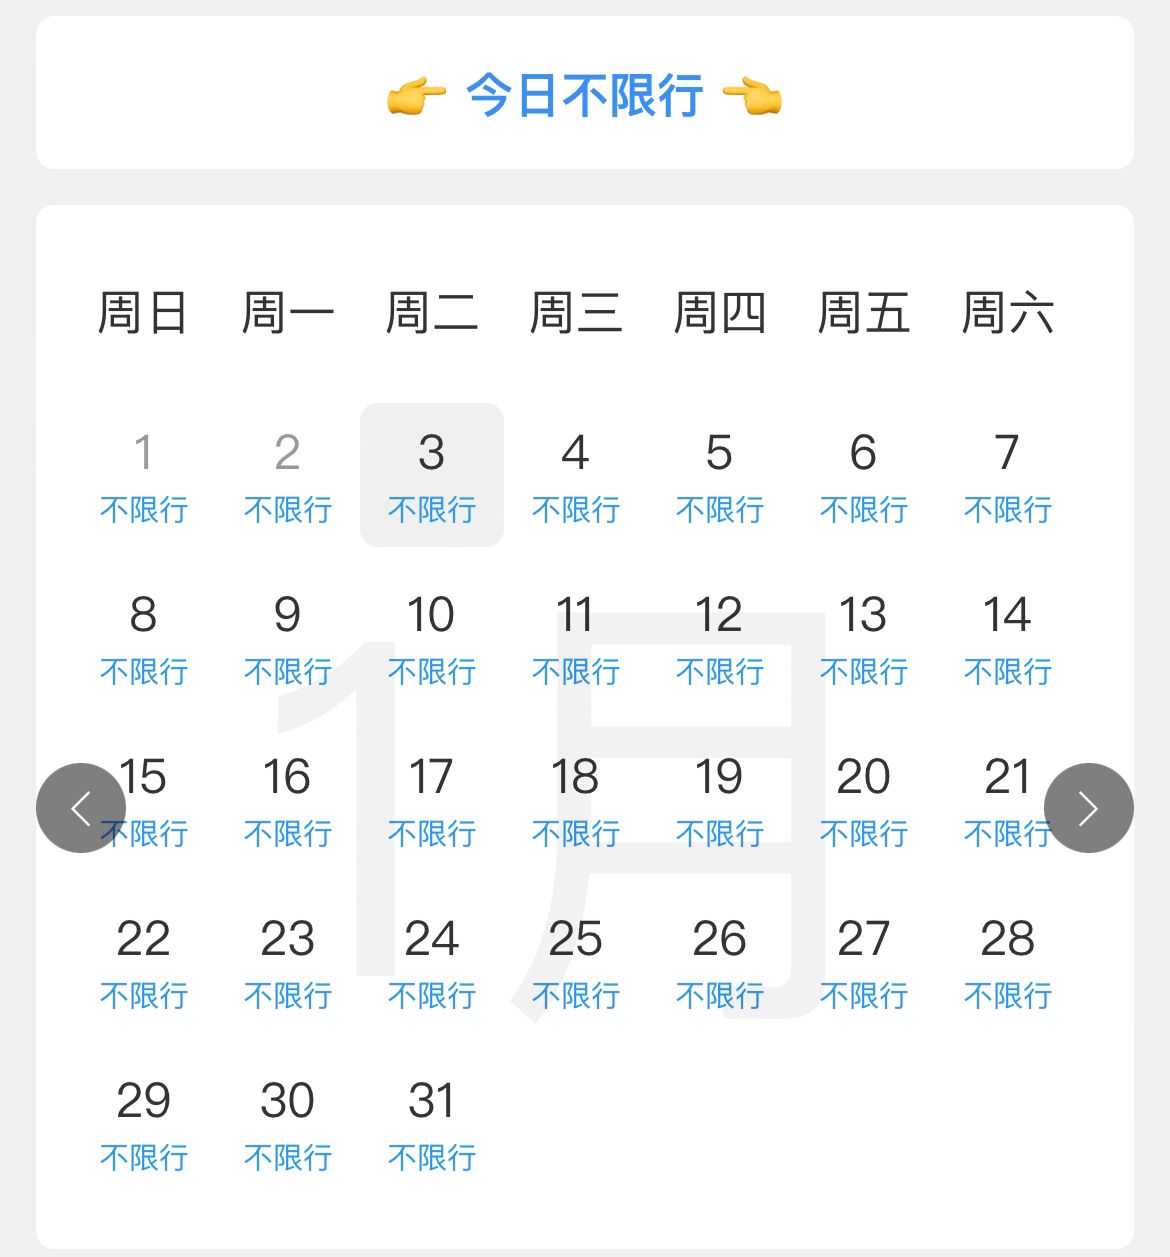 👉 今日不限行 👈
周日 周一 周二 周三 周四 周五 周六
1 2 3 4 5 6 7
不限行 不限行 不限行 不限行 不限行 不限行 不限行
8 9 10 11 12 13 14
不限行 不限行 不限行 不限行 不限行 不限行 不限行
1月
15 16 17 18 19 20 21
不限行 不限行 不限行 不限行 不限行 不限行 不限行
22 23 24 25 26 27 28
不限行 不限行 不限行 不限行 不限行 不限行 不限行
29 30 31
不限行 不限行 不限行